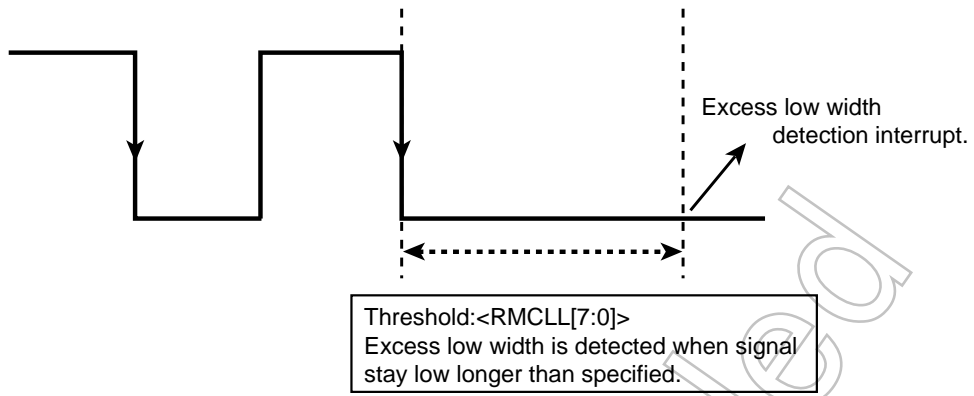 Excess low width
detection interrupt.
Threshold:<RMCLL[7:0]>
Excess low width is detected when signal
stay low longer than specified.